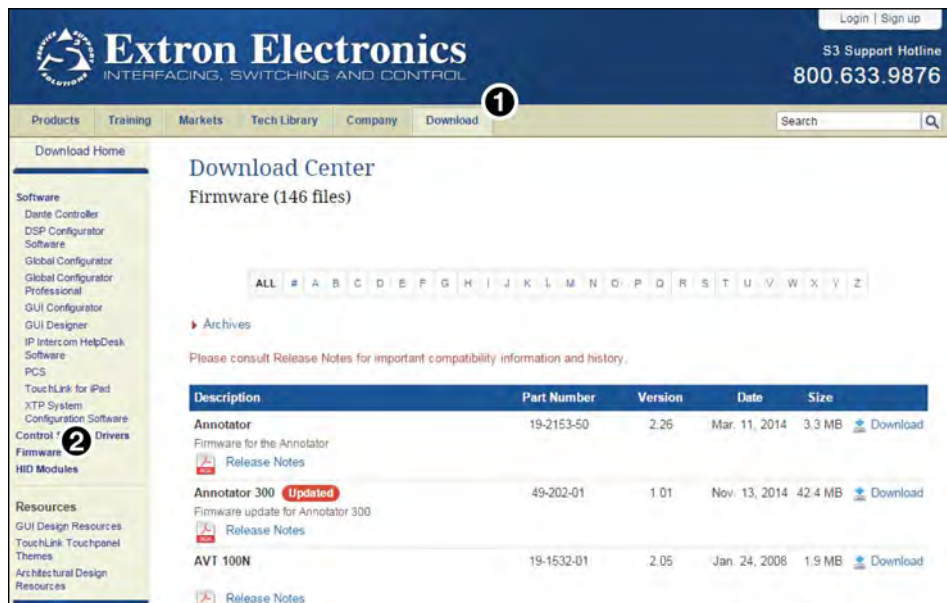 Login | Sign up
SERVICE SUPPORT SOLUTIONS
Extron Electronics
INTERFACING, SWITCHING AND CONTROL
S3 Support Hotline
800.633.9876
1
Products Training Markets Tech Library Company Download Search
Download Home
Download Center
Firmware (146 files)
Software
Dante Controller
DSP Configurator
Software
Global Configurator
Global Configurator
Professional
GUI Configurator
GUI Designer
IP Intercom HelpDesk
Software
PCS
TouchLink for iPad
XTP System
Configuration Software
Control Drivers
2
Firmware
HID Modules
Resources
GUI Design Resources
TouchLink Touchpanel
Themes
Architectural Design
Resources
ALL # A B C D E F G H I J K L M N O P Q R S T U V W X Y Z
Archives
Please consult Release Notes for important compatibility information and history.
Description Part Number Version Date Size
Annotator 19-2153-50 2.26 Mar. 11, 2014 3.3 MB Download
Firmware for the Annotator
Release Notes
Annotator 300 Updated 49-202-01 1.01 Nov. 13, 2014 42.4 MB Download
Firmware update for Annotator 300
Release Notes
AVT 100N 19-1532-01 2.05 Jan. 24, 2008 1.9 MB Download
Release Notes